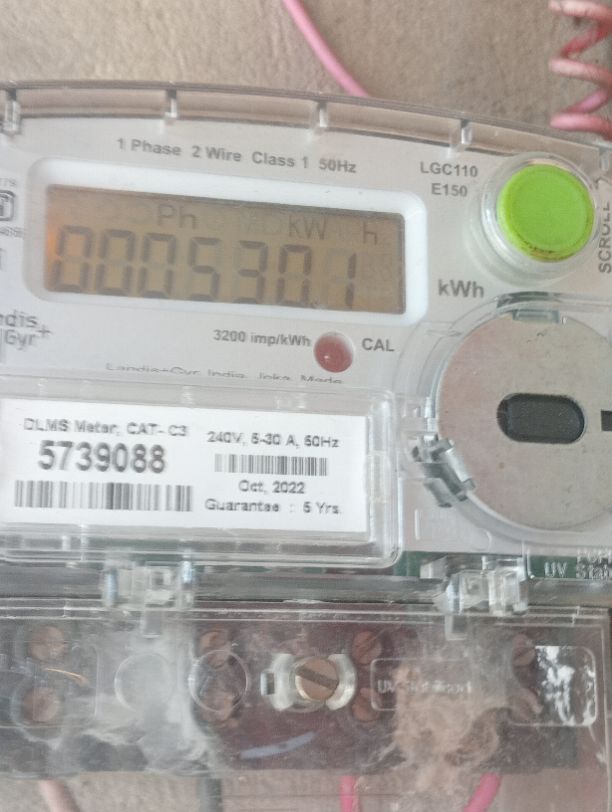 1 Phase 2 Wire Class 1 50Hz
LGC110
E150
SCROLL
Ph kW h
0005301
kWh
Gyr+
3200 imp/kWh
CAL
DLMS Meter, CAT- C3
5739088
240V, 5-30 A, 50Hz
Oct, 2022
Guarantee : 5 Yrs.